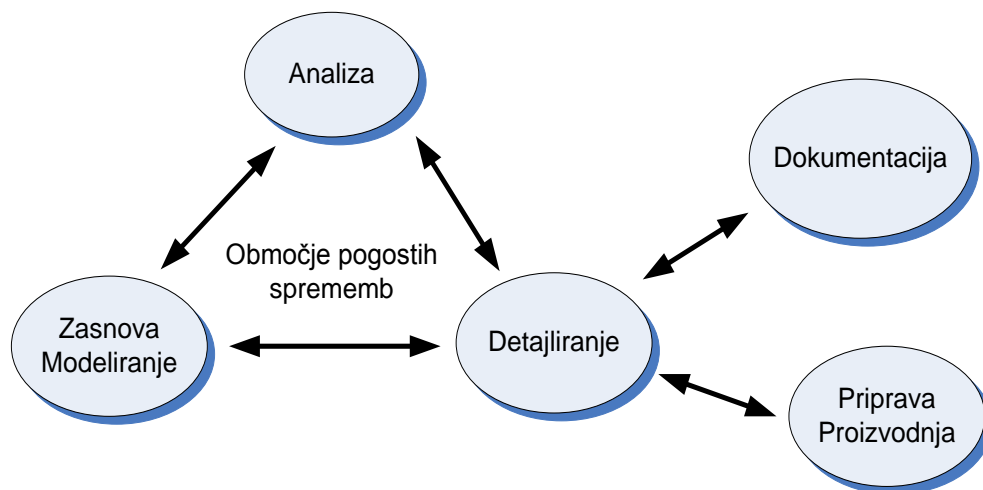 Analiza
Dokumentacija
Območje pogostih
sprememb
Zasnova
Modeliranje
Detajliranje
Priprava
Proizvodnja